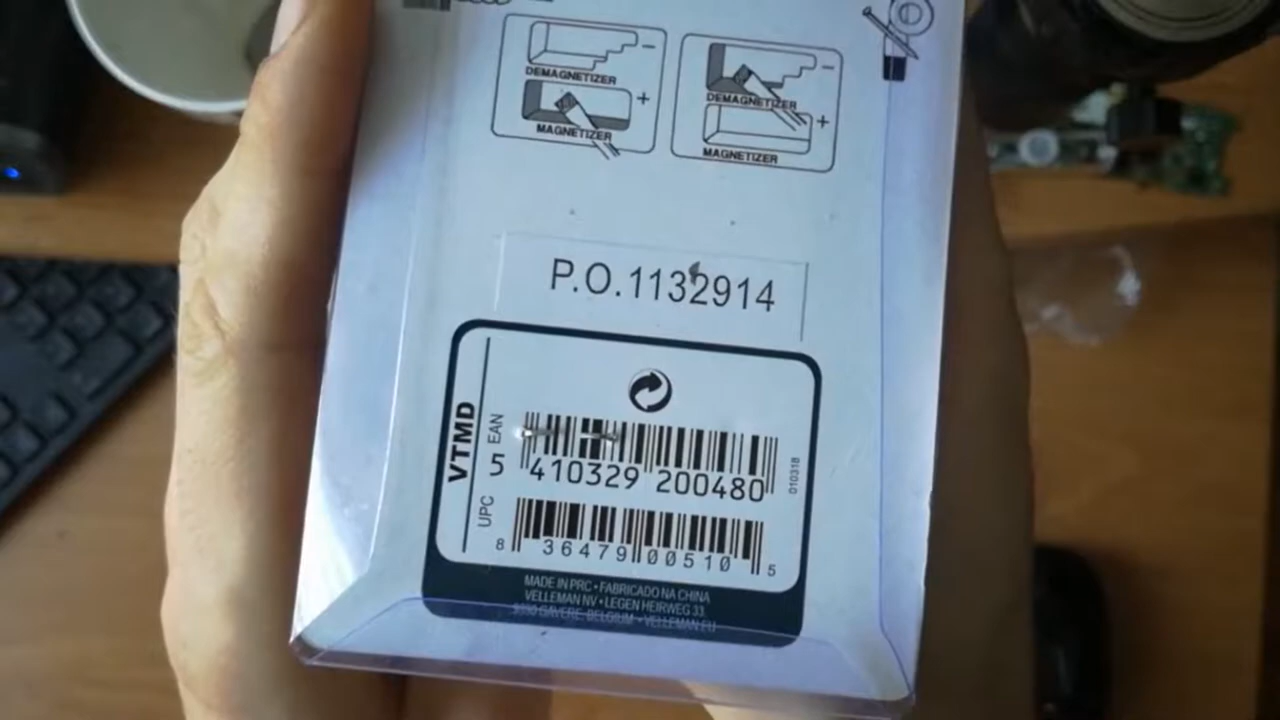 −
DEMAGNETIZER
+
MAGNETIZER
−
DEMAGNETIZER
+
MAGNETIZER
P.O.1132914
VTMD
EAN
5 410329 200480
010318
UPC
8 36479 00510 5
MADE IN PRC • FABRICADO NA CHINA
VELLEMAN NV • LEGEN HEIRWEG 33
9890 GAVERE, BELGIUM • VELLEMAN.EU